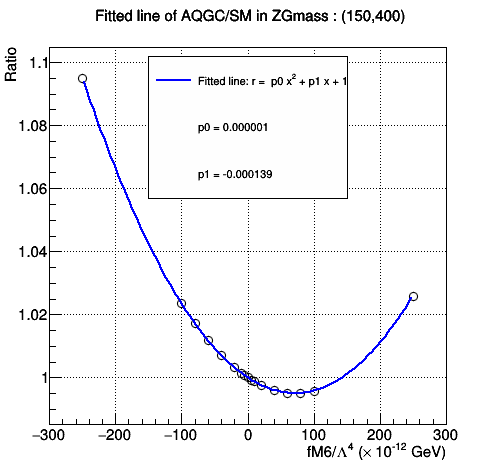 Fitted line of AQGC/SM in ZGmass : (150,400)
Ratio
1.1
1.08
1.06
1.04
1.02
1
Fitted line: r = p0 x² + p1 x + 1
p0 = 0.000001
p1 = -0.000139
−300 −200 −100 0 100 200 300
fM6/Λ⁴ (× 10⁻¹² GeV)